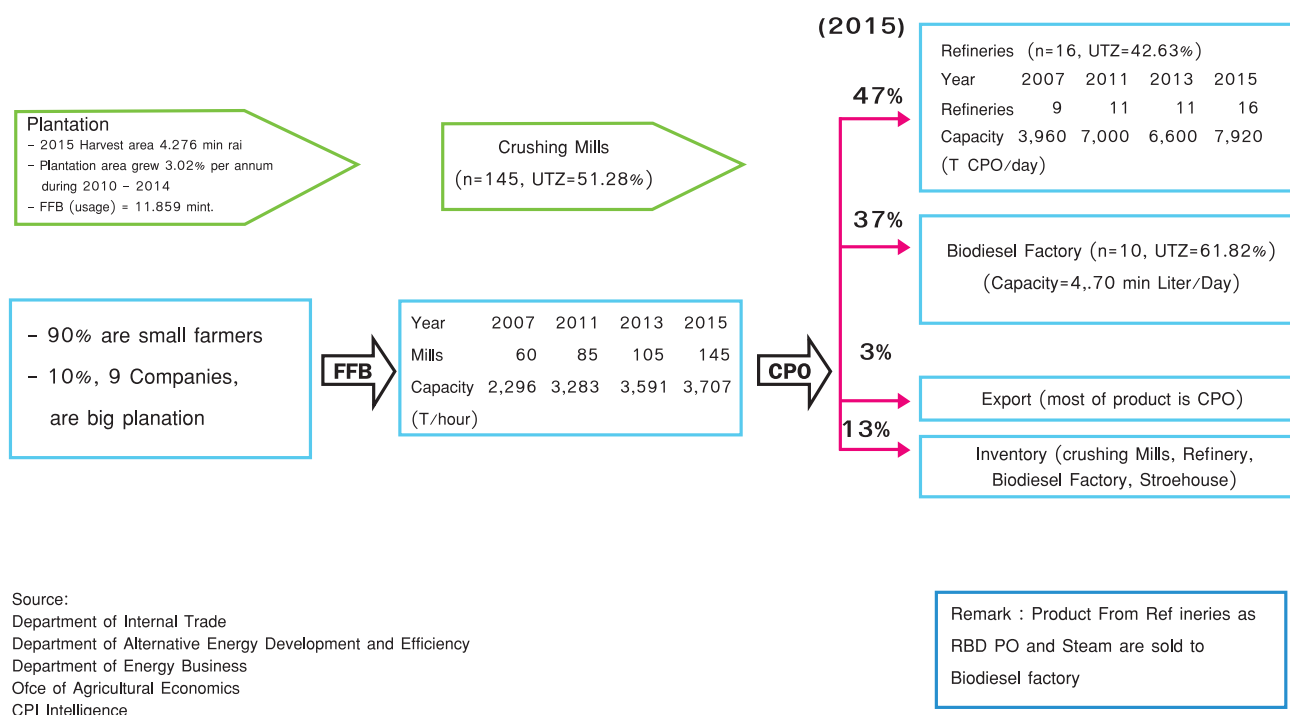 (2015)
Plantation
– 2015 Harvest area 4.276 min rai
– Plantation area grew 3.02% per annum
during 2010 – 2014
– FFB (usage) = 11.859 mint.
Crushing Mills
(n=145, UTZ=51.28%)
47%
Refineries (n=16, UTZ=42.63%)
Year 2007 2011 2013 2015
Refineries 9 11 11 16
Capacity 3,960 7,000 6,600 7,920
(T CPO/day)
37%
Biodiesel Factory (n=10, UTZ=61.82%)
(Capacity=4,.70 min Liter/Day)
– 90% are small farmers
– 10%, 9 Companies,
are big planation
FFB
Year 2007 2011 2013 2015
Mills 60 85 105 145
Capacity 2,296 3,283 3,591 3,707
(T/hour)
CPO
3%
Export (most of product is CPO)
13%
Inventory (crushing Mills, Refinery,
Biodiesel Factory, Stroehouse)
Source:
Department of Internal Trade
Department of Alternative Energy Development and Efficiency
Department of Energy Business
Ofce of Agricultural Economics
CPI Intelligence
Remark : Product From Ref ineries as
RBD PO and Steam are sold to
Biodiesel factory